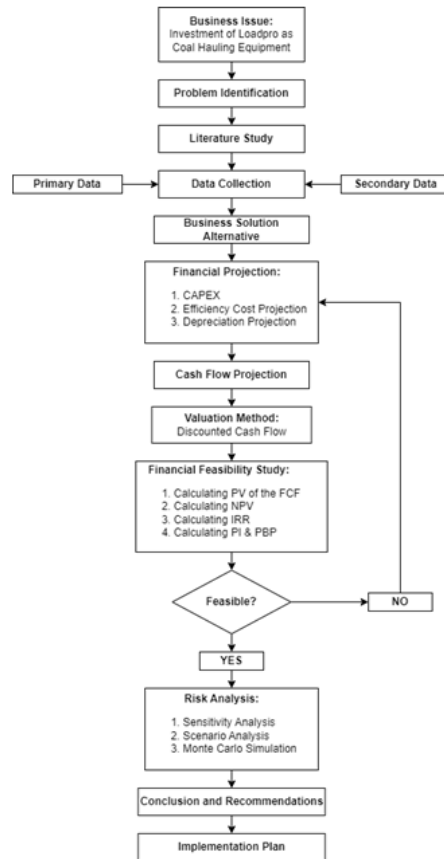 Business Issue:
Investment of Loadpro as
Coal Hauling Equipment
Problem Identification
Literature Study
Primary Data
Data Collection
Secondary Data
Business Solution
Alternative
Financial Projection:
1. CAPEX
2. Efficiency Cost Projection
3. Depreciation Projection
Cash Flow Projection
Valuation Method:
Discounted Cash Flow
Financial Feasibility Study:
1. Calculating PV of the FCF
2. Calculating NPV
3. Calculating IRR
4. Calculating PI & PBP
Feasible?
NO
YES
Risk Analysis:
1. Sensitivity Analysis
2. Scenario Analysis
3. Monte Carlo Simulation
Conclusion and Recommendations
Implementation Plan